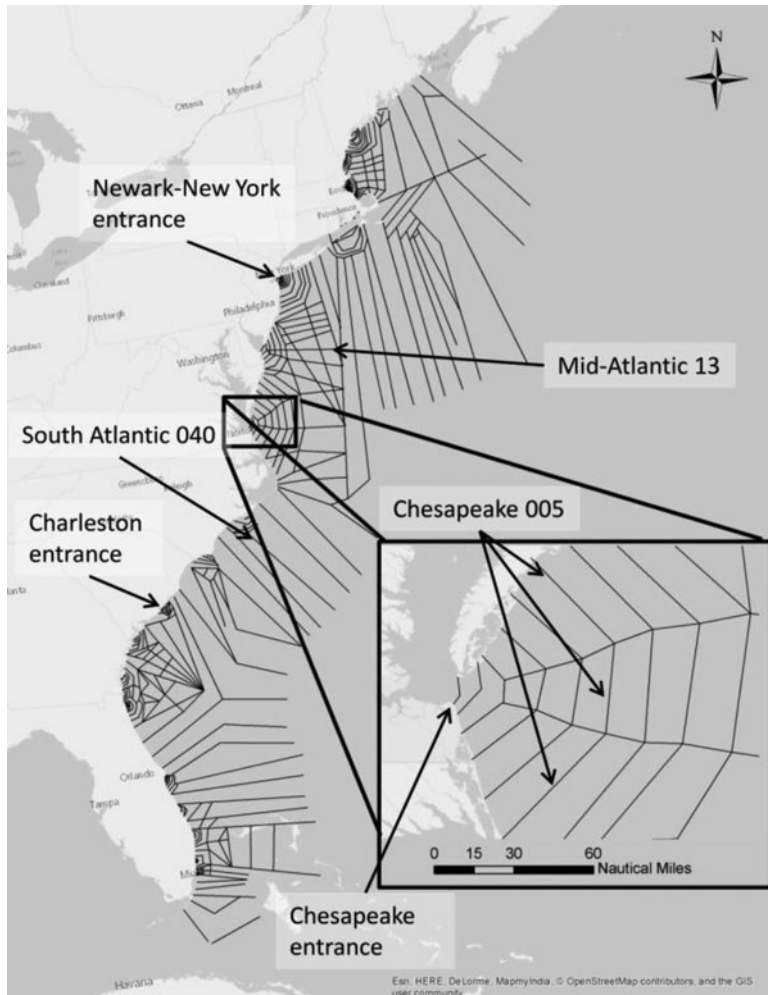 N
Ottawa
Montreal
Newark-New York
entrance
Providence
York
Cleveland
Pittsburgh
Philadelphia
Columbus
Washington
Mid-Atlantic 13
South Atlantic 040
Greensboro
Raleigh
Chesapeake 005
Charleston
entrance
Orlando
Tampa
0 15 30 60
Nautical Miles
Chesapeake
entrance
Havana
Esri, HERE, DeLorme, MapmyIndia, © OpenStreetMap contributors, and the GIS
user community